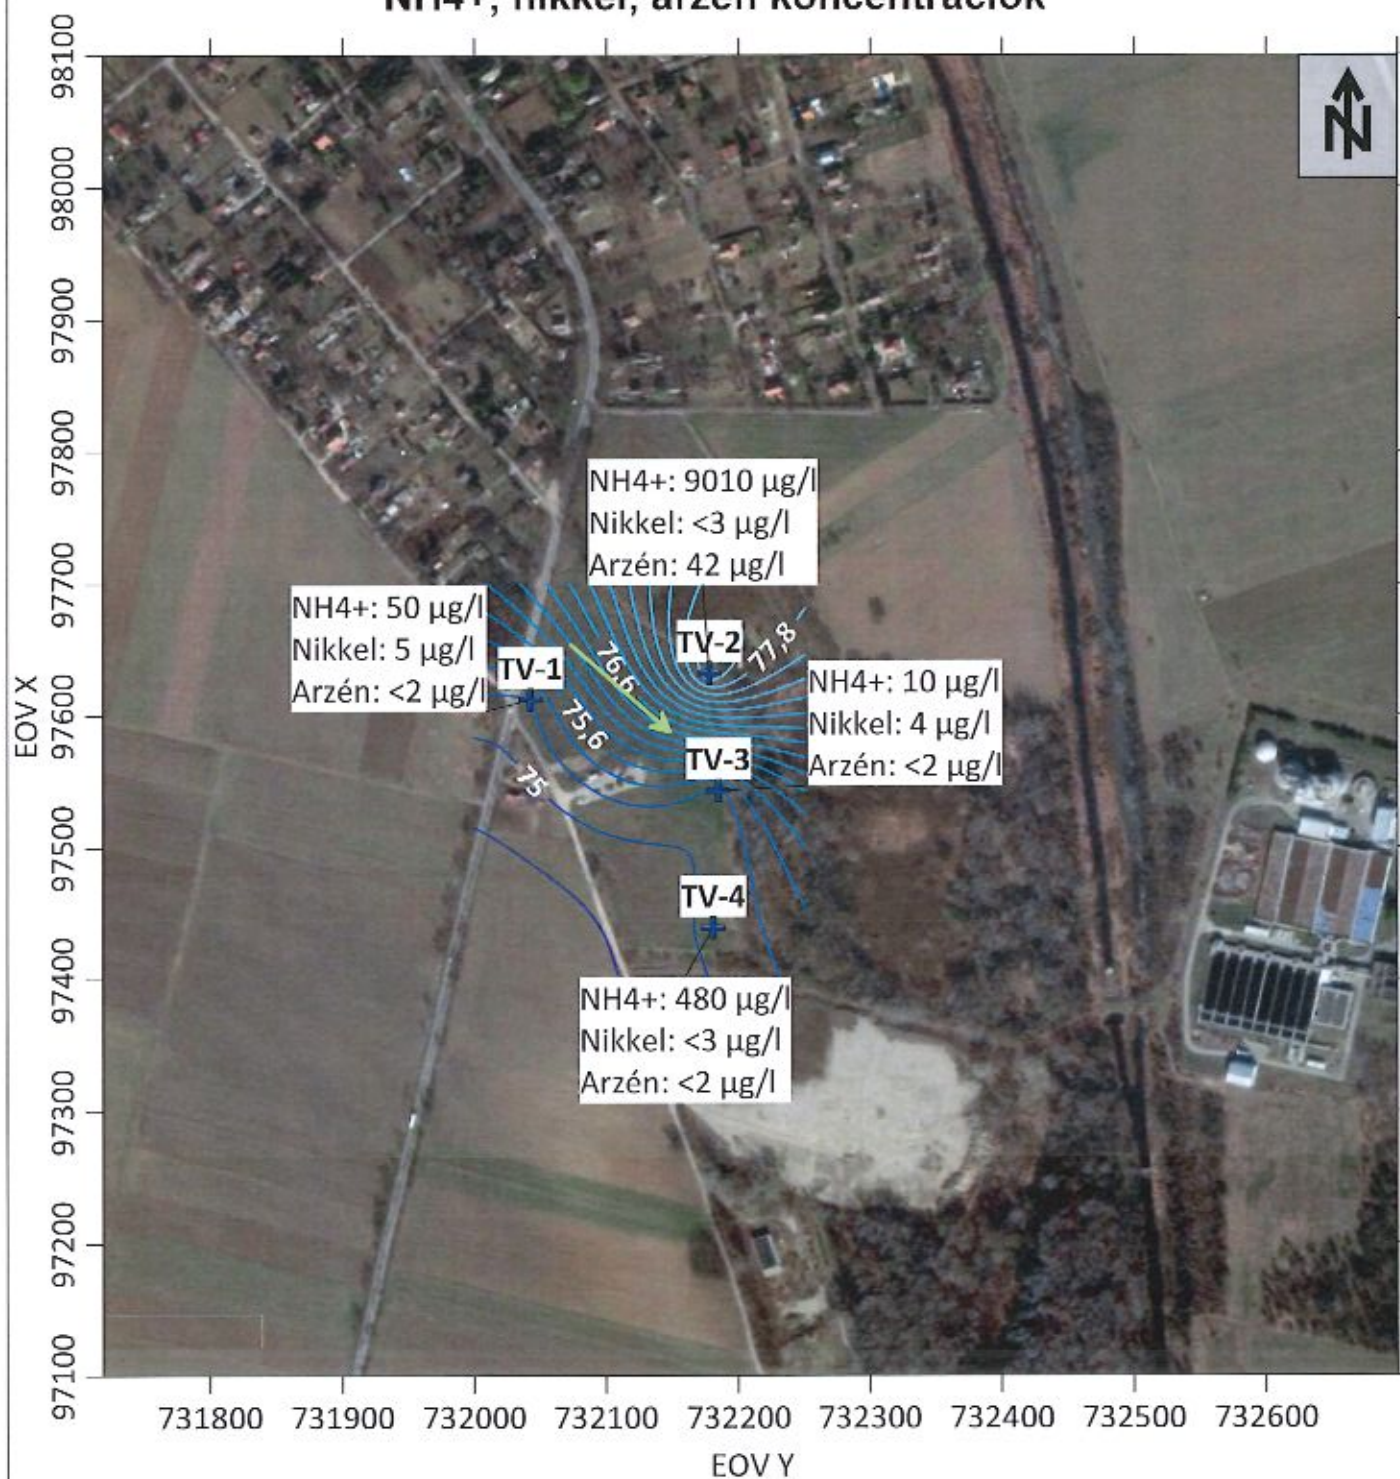 NH4+, nikkel, arzén koncentrációk
N
98100
98000
97900
97800
97700
97600
97500
97400
97300
97200
97100
EOV X
NH4+: 9010 µg/l
Nikkel: <3 µg/l
Arzén: 42 µg/l
NH4+: 50 µg/l
Nikkel: 5 µg/l
Arzén: <2 µg/l
TV-1
TV-2
77,8
76,6
75,6
75
NH4+: 10 µg/l
Nikkel: 4 µg/l
Arzén: <2 µg/l
TV-3
TV-4
NH4+: 480 µg/l
Nikkel: <3 µg/l
Arzén: <2 µg/l
731800 731900 732000 732100 732200 732300 732400 732500 732600
EOV Y